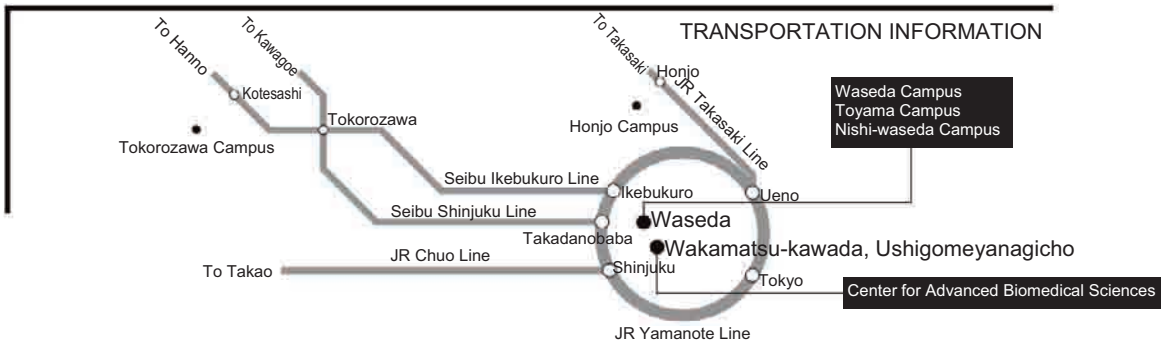 TRANSPORTATION INFORMATION
To Hanno
To Kawagoe
To Takasaki
Honjo
Kotesashi
JR Takasaki Line
Waseda Campus
Toyama Campus
Nishi-waseda Campus
Tokorozawa
Honjo Campus
Tokorozawa Campus
Seibu Ikebukuro Line
Ikebukuro
Ueno
Seibu Shinjuku Line
Waseda
Takadanobaba
Wakamatsu-kawada, Ushigomeyanagicho
JR Chuo Line
To Takao
Shinjuku
Tokyo
Center for Advanced Biomedical Sciences
JR Yamanote Line